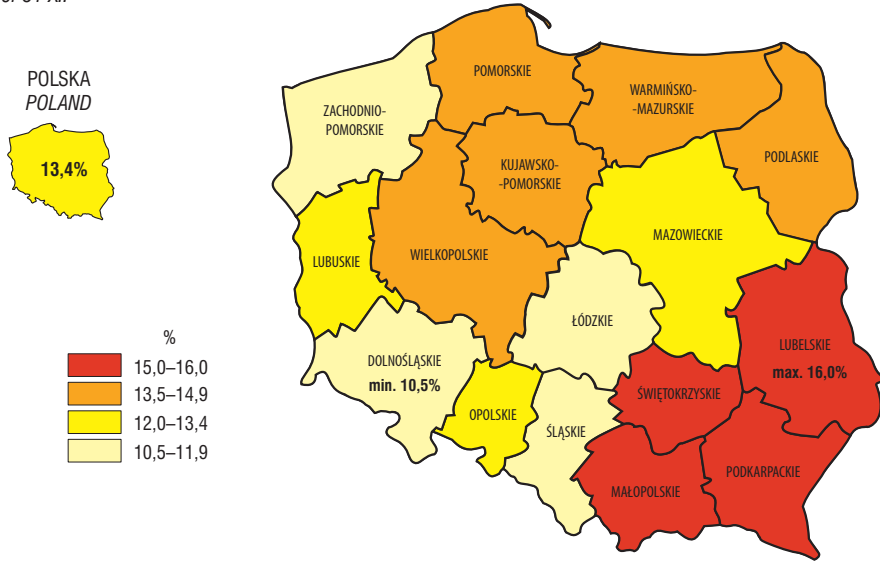 POLSKA
POLAND
13,4%
%
15,0–16,0
13,5–14,9
12,0–13,4
10,5–11,9
POMORSKIE
WARMIŃSKO-
-MAZURSKIE
ZACHODNIO-
POMORSKIE
KUJAWSKO-
-POMORSKIE
PODLASKIE
MAZOWIECKIE
LUBUSKIE
WIELKOPOLSKIE
ŁÓDZKIE
LUBELSKIE
max. 16,0%
DOLNOŚLĄSKIE
min. 10,5%
ŚWIĘTOKRZYSKIE
OPOLSKIE
ŚLĄSKIE
MAŁOPOLSKIE
PODKARPACKIE